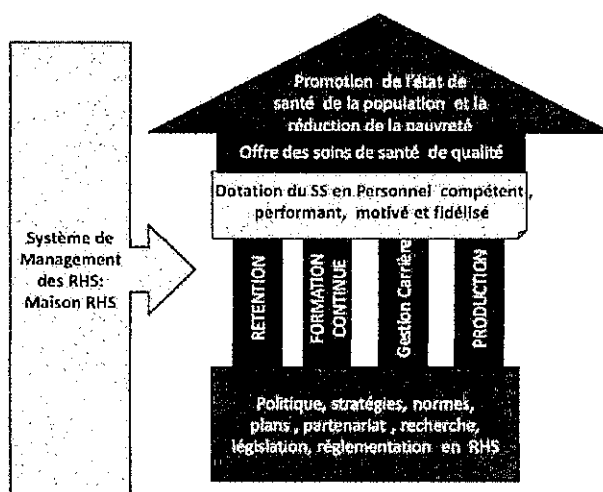 Promotion de l'état de
santé de la population et la
réduction de la pauvreté
Offre des soins de santé de qualité
Dotation du SS en Personnel compétent,
performant, motivé et fidélisé
Système de
Management
des RHS:
Maison RHS
RETENTION
FORMATION
CONTINUE
Gestion Carrière
PRODUCTION
Politique, stratégies, normes,
plans, partenariat, recherche,
législation, réglementation en RHS